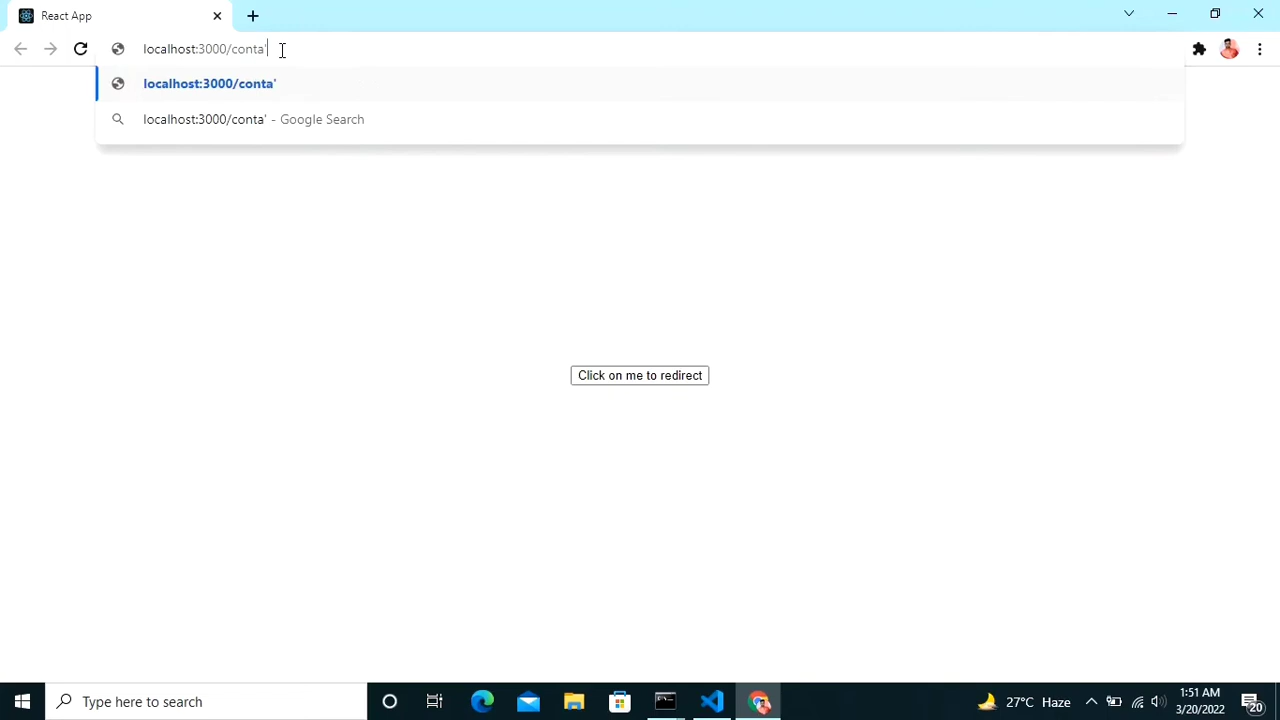 React App
localhost:3000/conta'
localhost:3000/conta'
localhost:3000/conta' - Google Search
Click on me to redirect
Type here to search
27°C Haze
1:51 AM
3/20/2022
20